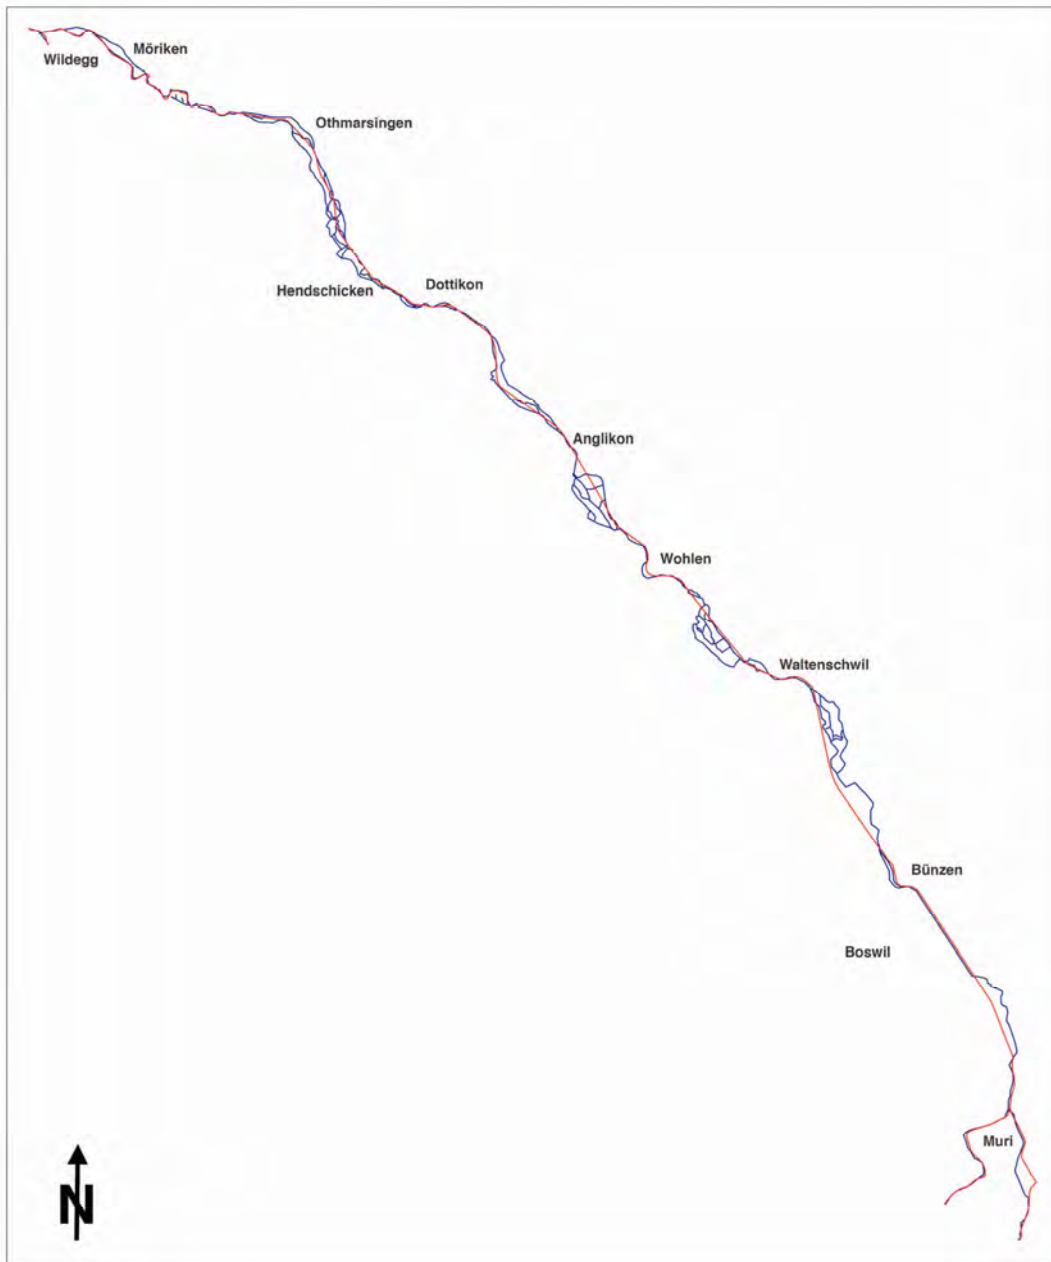 Möriken
Wildegg
Othmarsingen
Dottikon
Hendschicken
Anglikon
Wohlen
Waltenschwil
Bünzen
Boswil
Muri
N